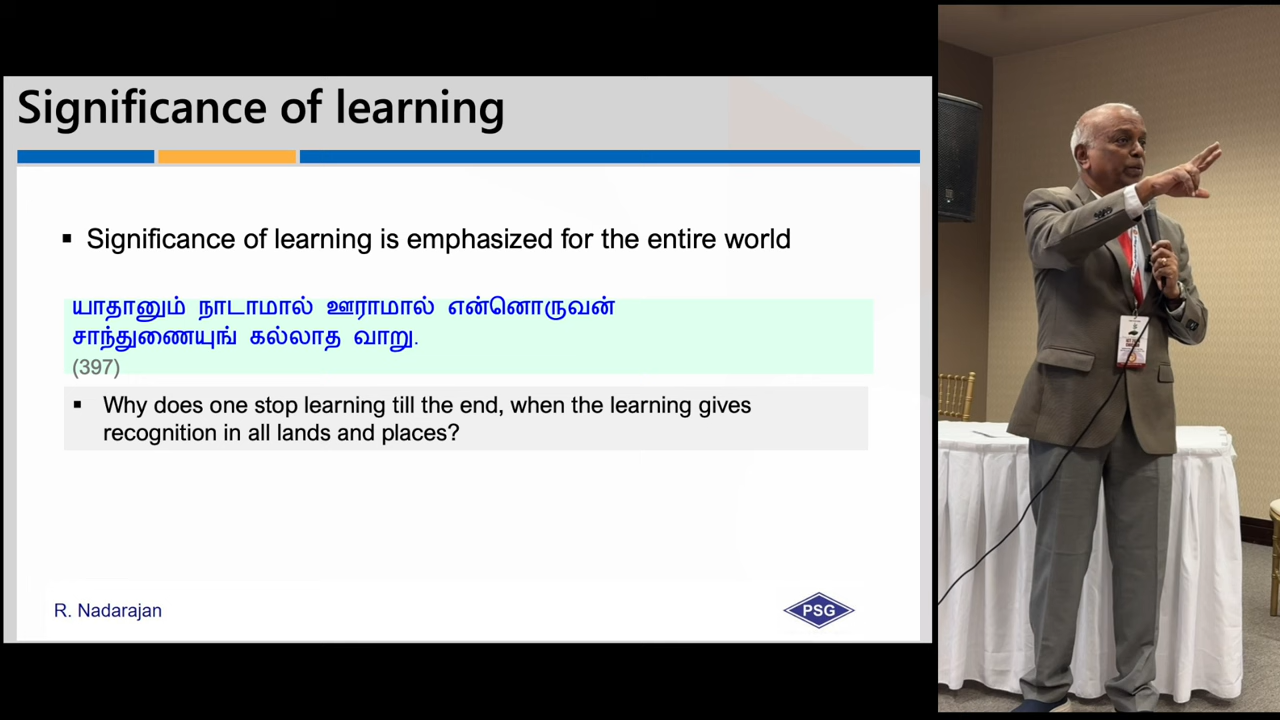 Significance of learning
▪ Significance of learning is emphasized for the entire world
யாதானும் நாடாமால் ஊராமால் என்னொருவன்
சாந்துணையுங் கல்லாத வாறு.
(397)
▪ Why does one stop learning till the end, when the learning gives
recognition in all lands and places?
R. Nadarajan
PSG